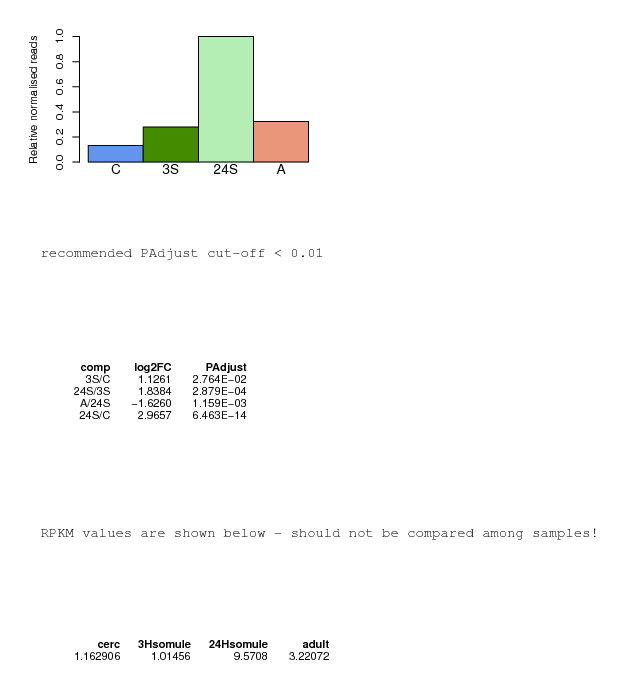 Relative normalised reads
1.0
0.8
0.6
0.4
0.2
0.0
C 3S 24S A
recommended PAdjust cut-off < 0.01
comp log2FC PAdjust
3S/C 1.1261 2.764E-02
24S/3S 1.8384 2.879E-04
A/24S -1.6260 1.159E-03
24S/C 2.9657 6.463E-14
RPKM values are shown below - should not be compared among samples!
cerc 3Hsomule 24Hsomule adult
1.162906 1.01456 9.5708 3.22072